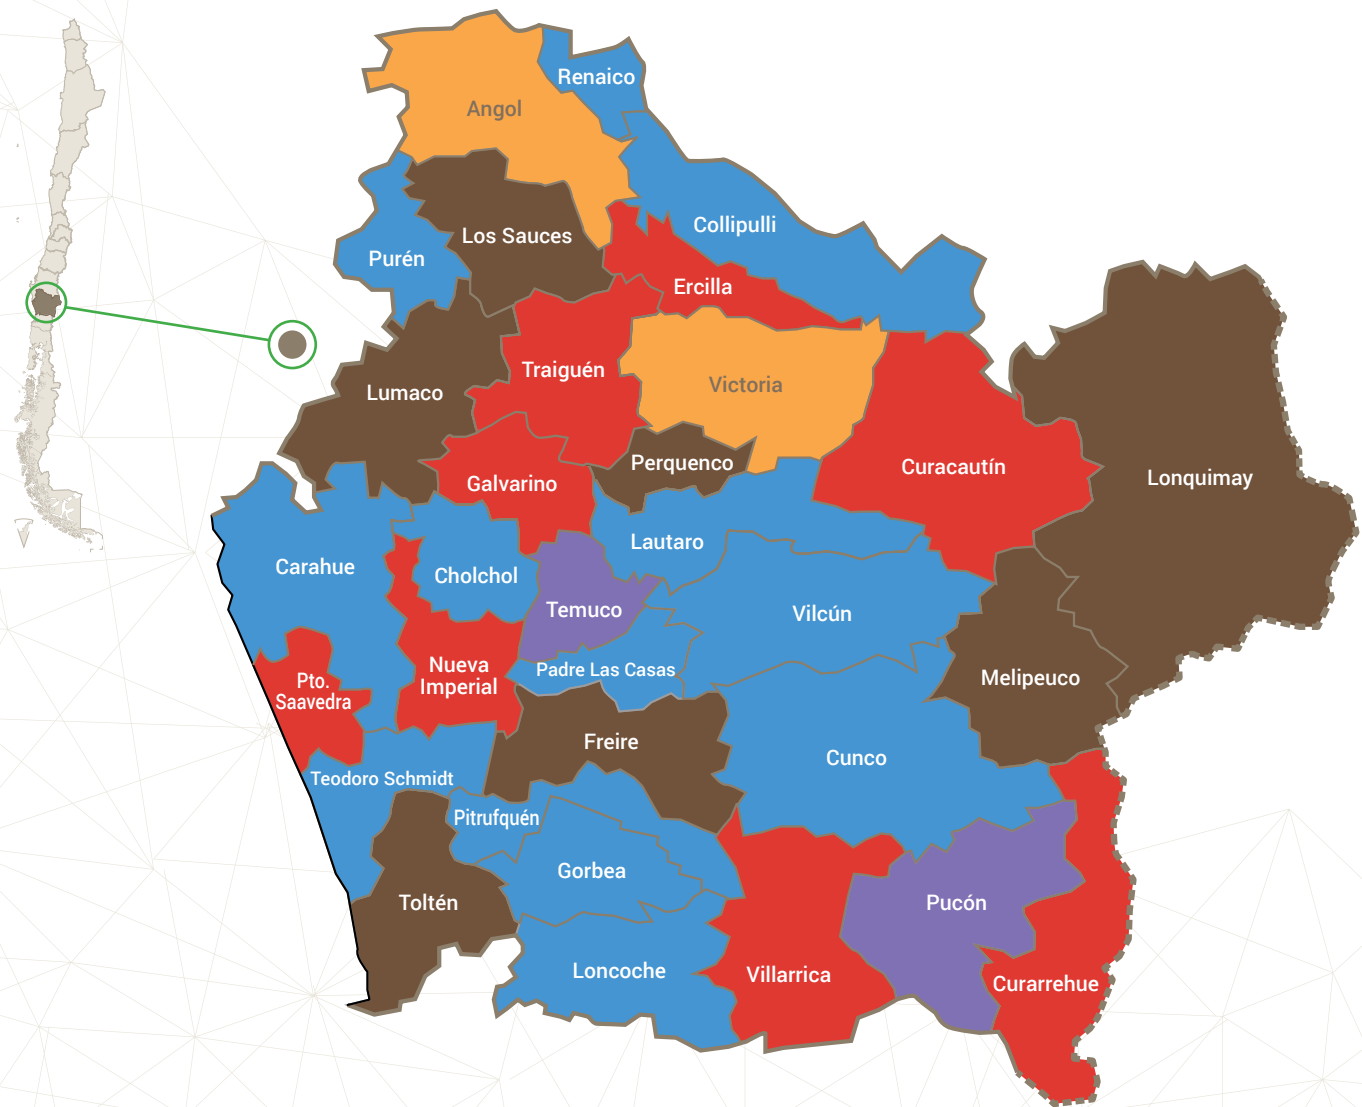 Renaico
Angol
Collipulli
Los Sauces
Purén
Ercilla
Traiguén
Victoria
Lumaco
Perquenco
Curacautín
Lonquimay
Galvarino
Lautaro
Carahue
Cholchol
Temuco
Vilcún
Nueva
Imperial
Padre Las Casas
Melipeuco
Pto.
Saavedra
Freire
Cunco
Teodoro Schmidt
Pitrufquén
Gorbea
Toltén
Pucón
Loncoche
Villarrica
Curarrehue